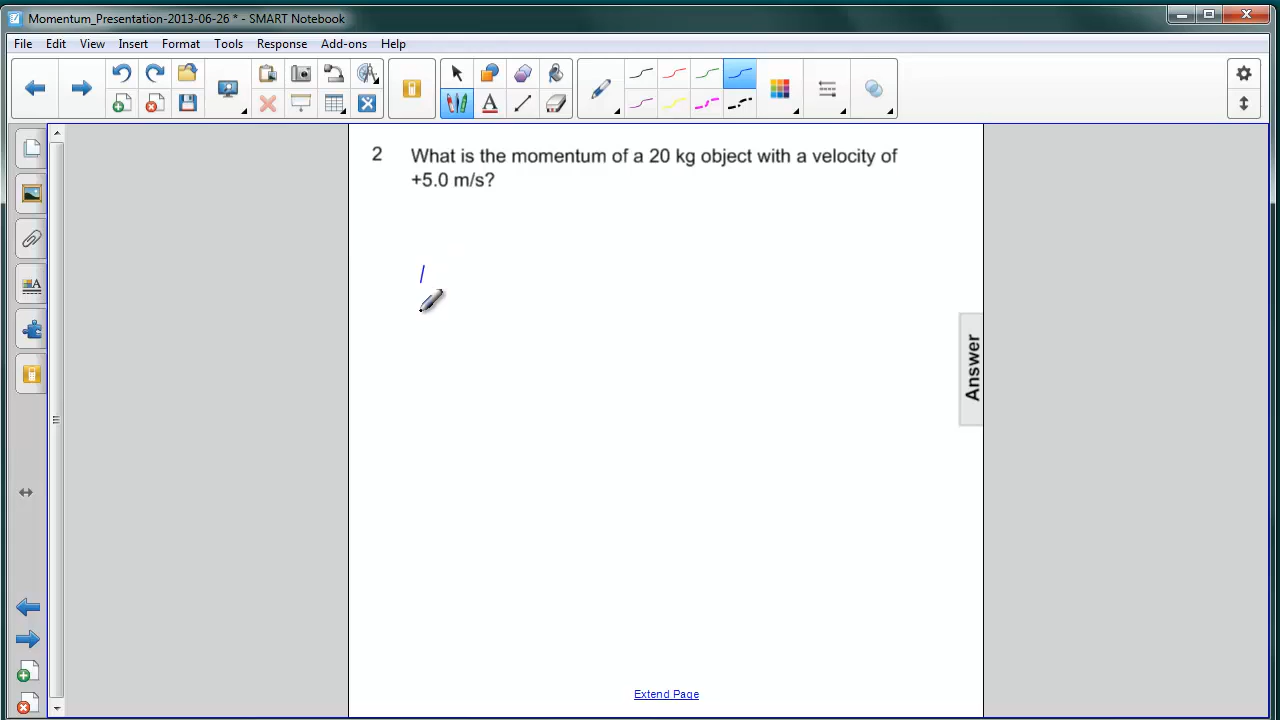 Momentum_Presentation-2013-06-26 * - SMART Notebook
File Edit View Insert Format Tools Response Add-ons Help
2 What is the momentum of a 20 kg object with a velocity of
+5.0 m/s?
Answer
Extend Page